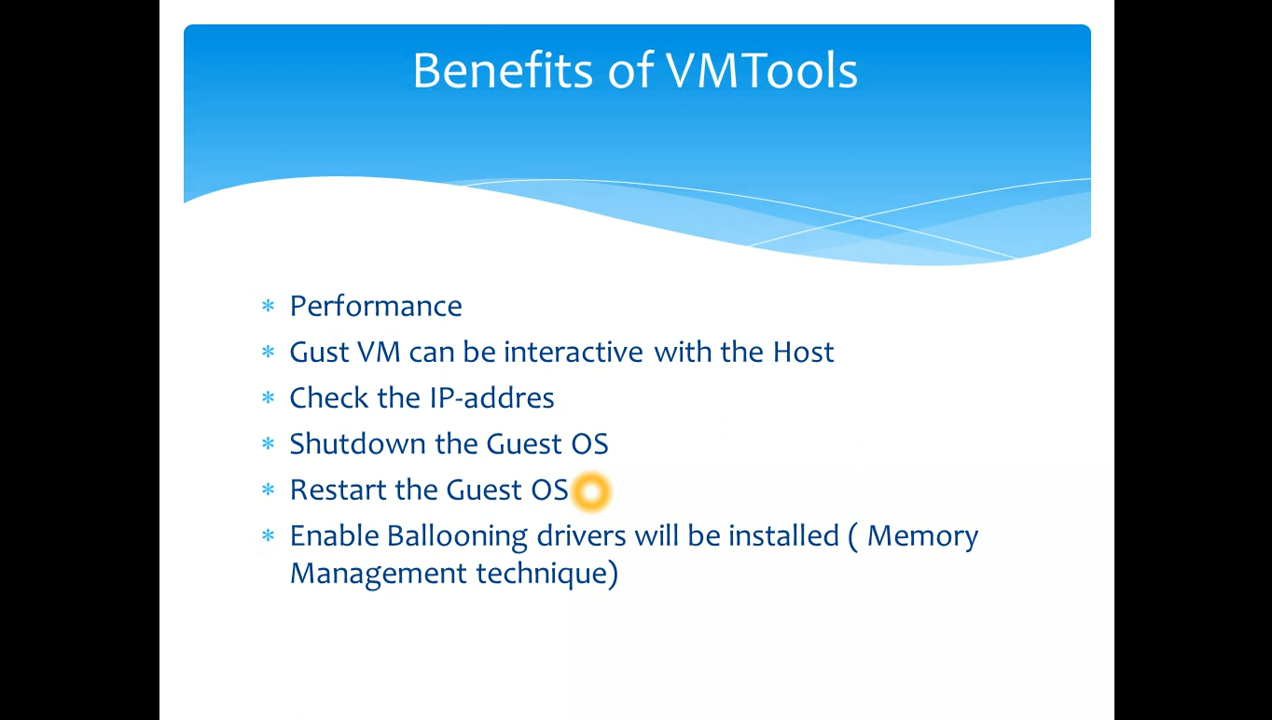 Benefits of VMTools
* Performance
* Gust VM can be interactive with the Host
* Check the IP-addres
* Shutdown the Guest OS
* Restart the Guest OS
* Enable Ballooning drivers will be installed ( Memory
Management technique)